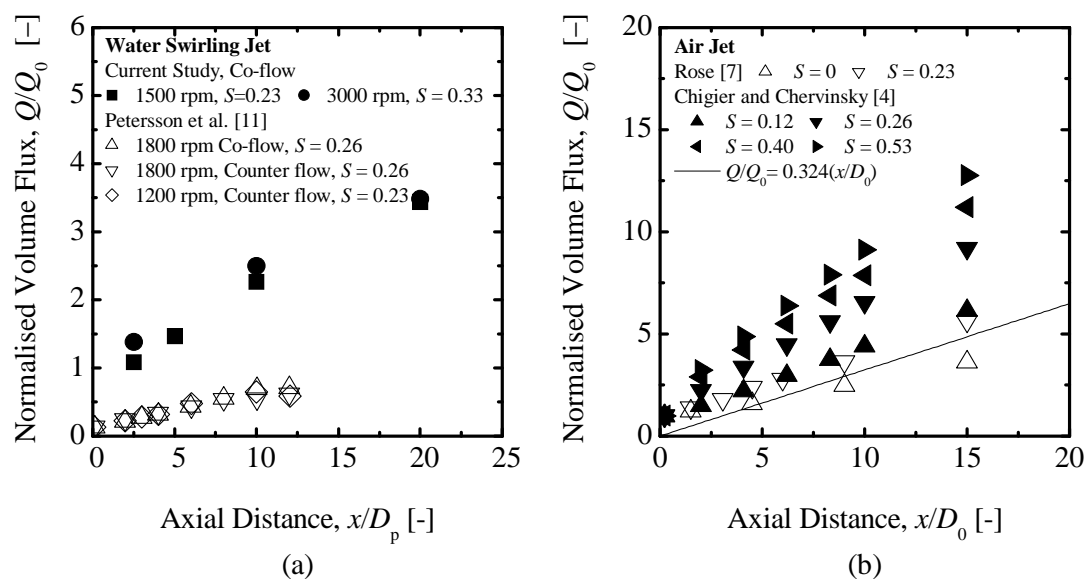 Normalised Volume Flux, Q/Q0 [–]
6
5
4
3
2
1
0
Water Swirling Jet
Current Study, Co-flow
■ 1500 rpm, S=0.23 ● 3000 rpm, S = 0.33
Petersson et al. [11]
△ 1800 rpm Co-flow, S = 0.26
▽ 1800 rpm, Counter flow, S = 0.26
◇ 1200 rpm, Counter flow, S = 0.23
0 5 10 15 20 25
Axial Distance, x/Dp [-]
(a)
Normalised Volume Flux, Q/Q0 [–]
20
15
10
5
0
Air Jet
Rose [7] △ S = 0 ▽ S = 0.23
Chigier and Chervinsky [4]
▲ S = 0.12 ▼ S = 0.26
◀ S = 0.40 ▶ S = 0.53
Q/Q0= 0.324(x/D0)
0 5 10 15 20
Axial Distance, x/D0 [-]
(b)